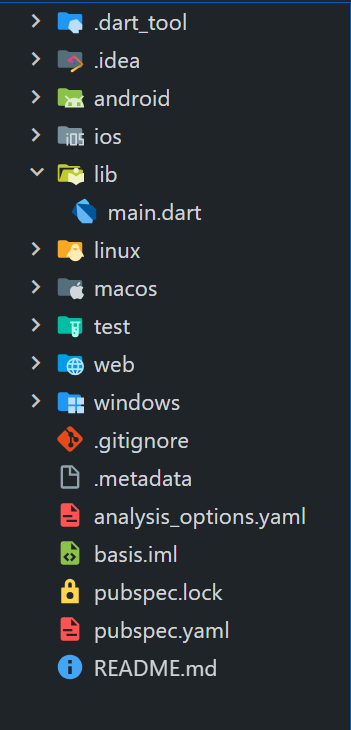 .dart_tool
.idea
android
iOS
ios
lib
main.dart
linux
macos
test
web
windows
.gitignore
.metadata
analysis_options.yaml
basis.iml
pubspec.lock
pubspec.yaml
README.md